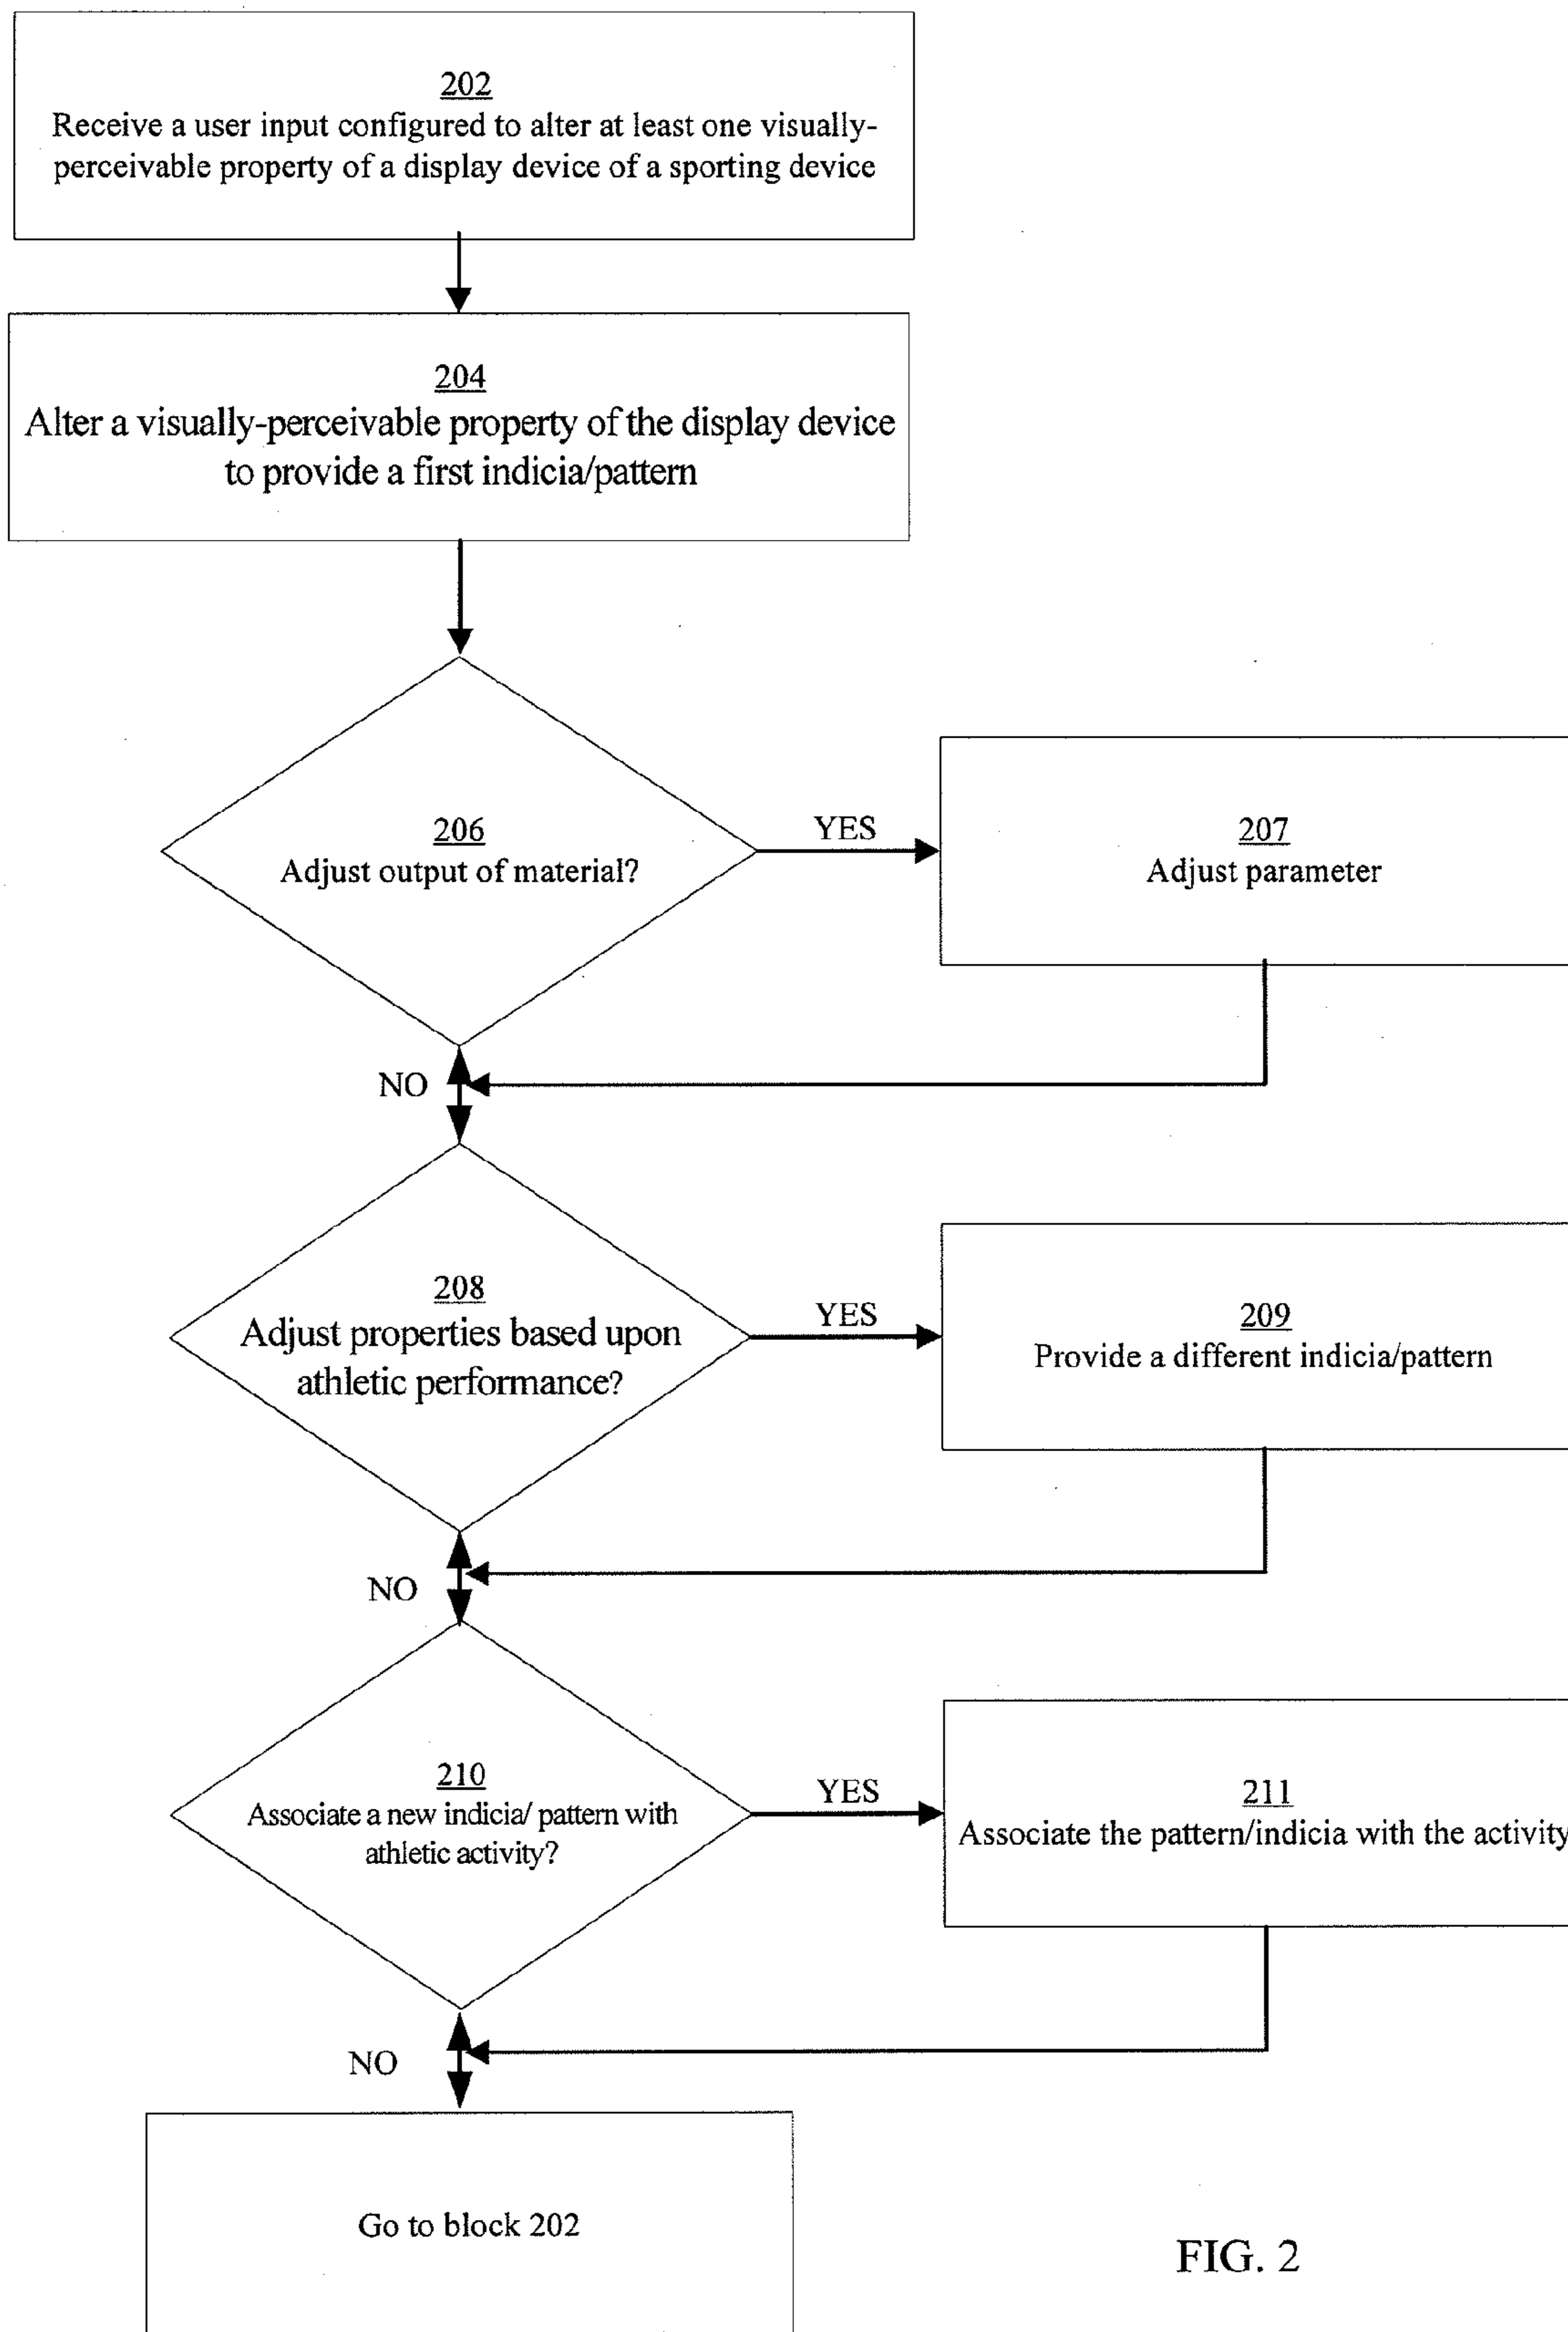 202
Receive a user input configured to alter at least one visually-
perceivable property of a display device of a sporting device
204
Alter a visually-perceivable property of the display device
to provide a first indicia/pattern
206
Adjust output of material?
YES
207
Adjust parameter
NO
208
Adjust properties based upon
athletic performance?
YES
209
Provide a different indicia/pattern
NO
210
Associate a new indicia/ pattern with
athletic activity?
YES
211
Associate the pattern/indicia with the activity
NO
Go to block 202
FIG. 2